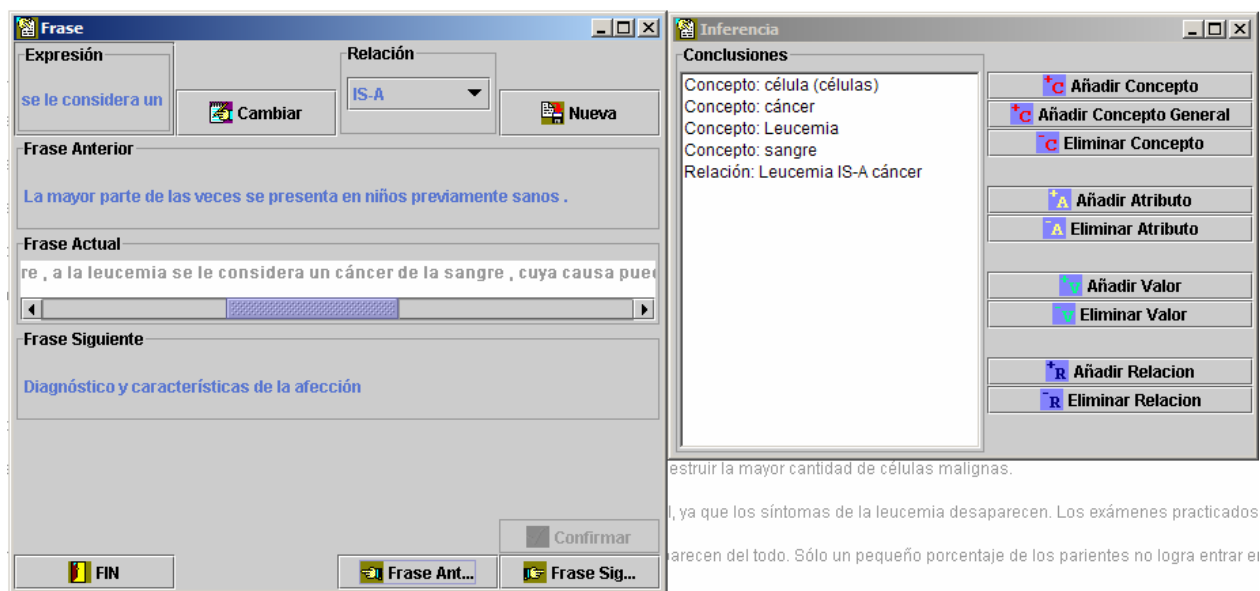 Frase
Expresión
se le considera un
Cambiar
Relación
IS-A
Nueva
Frase Anterior
La mayor parte de las veces se presenta en niños previamente sanos .
Frase Actual
re , a la leucemia se le considera un cáncer de la sangre , cuya causa pued
Frase Siguiente
Diagnóstico y características de la afección
Confirmar
FIN
Frase Ant...
Frase Sig...
Inferencia
Conclusiones
Concepto: célula (células)
Concepto: cáncer
Concepto: Leucemia
Concepto: sangre
Relación: Leucemia IS-A cáncer
+C Añadir Concepto
+C Añadir Concepto General
-C Eliminar Concepto
+A Añadir Atributo
-A Eliminar Atributo
+V Añadir Valor
-V Eliminar Valor
+R Añadir Relacion
-R Eliminar Relacion
estruir la mayor cantidad de células malignas.
l, ya que los síntomas de la leucemia desaparecen. Los exámenes practicados
arecen del todo. Sólo un pequeño porcentaje de los parientes no logra entrar en